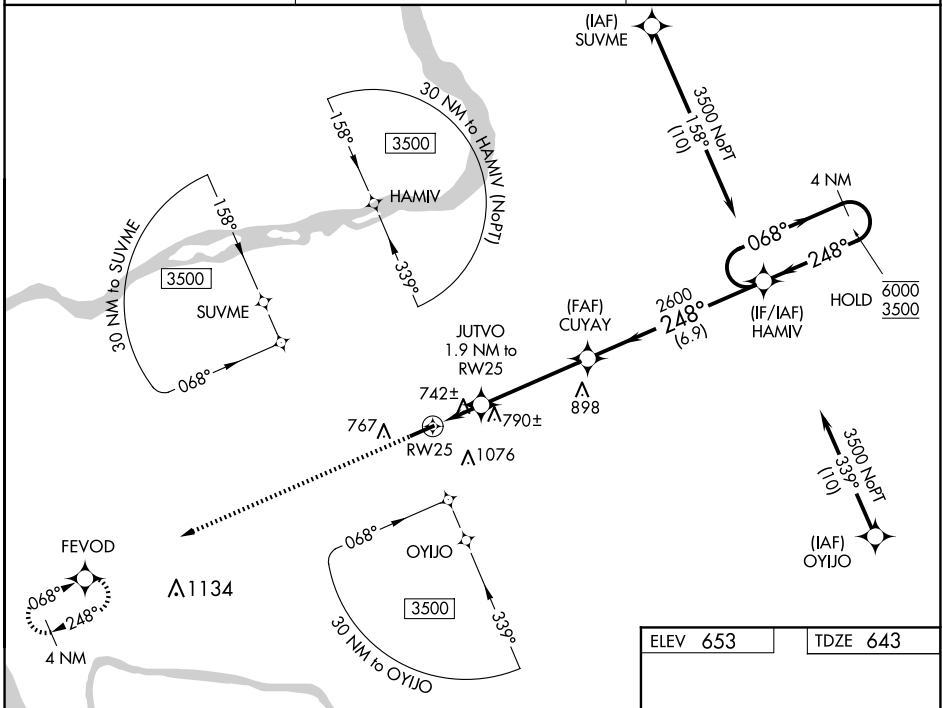 (IAF)
SUVME
3500 NoPT
158°
(10)
30 NM to HAMIV (NoPT)
158°
3500
HAMIV
339°
30 NM to SUVME
158°
3500
SUVME
068°
4 NM
068°
248°
HOLD
6000
3500
(IF/IAF)
HAMIV
2600
248°
(6.9)
(FAF)
CUYAY
898
JUTVO
1.9 NM to
RW25
742±
790±
767
RW25
1076
3500 NoPT
339°
(10)
(IAF)
OYIJO
068°
OYIJO
3500
339°
30 NM to OYIJO
FEVOD
068°
248°
4 NM
1134
ELEV 653
TDZE 643